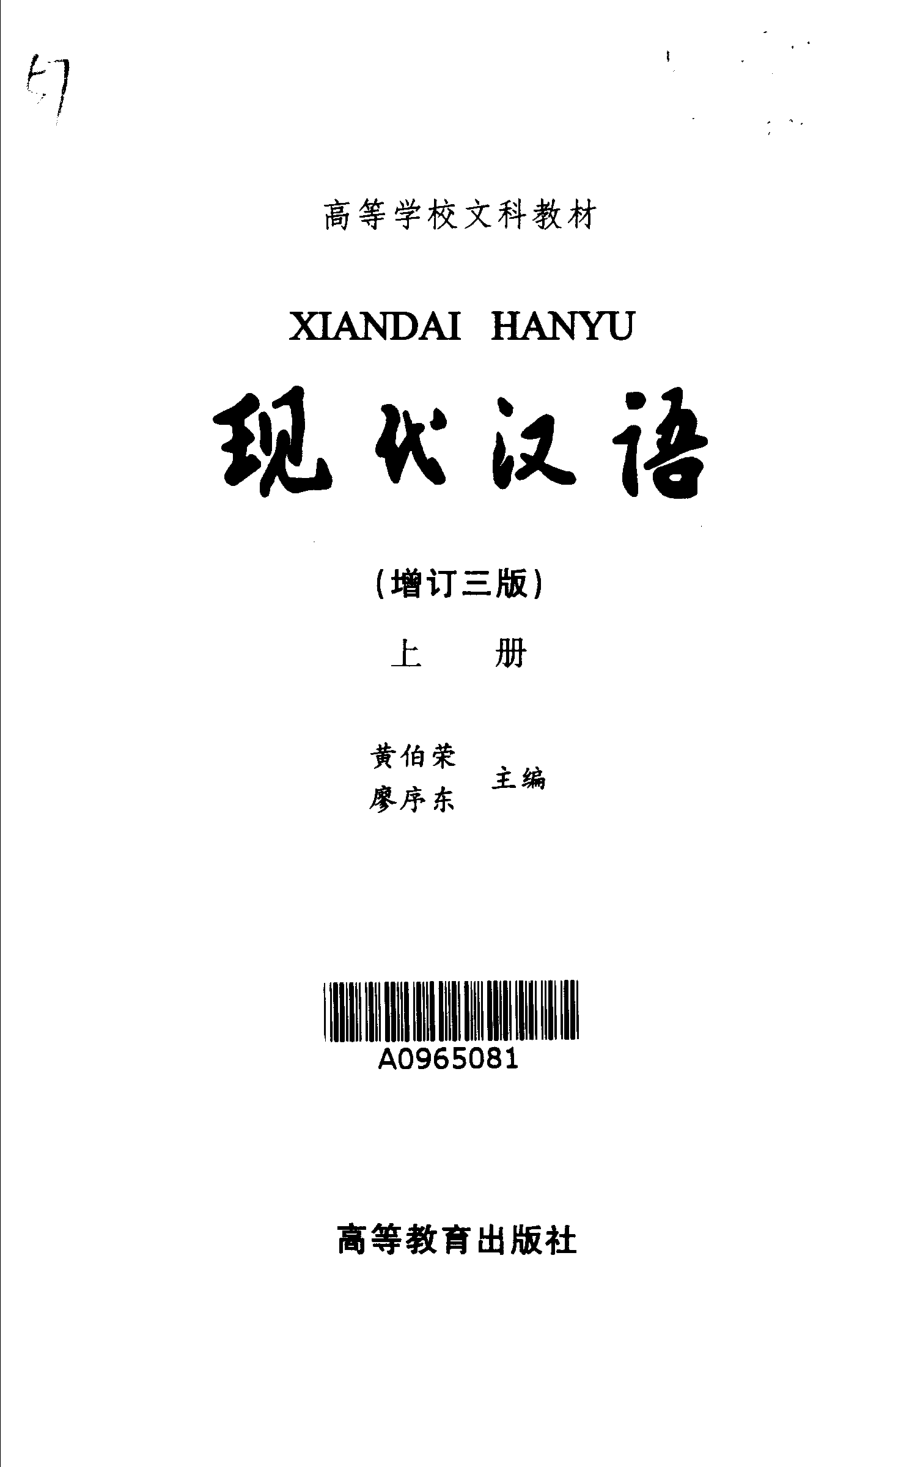 高等学校文科教材
XIANDAI HANYU
现代汉语
(增订三版)
上 册
黄伯荣
廖序东
主编
A0965081
高等教育出版社